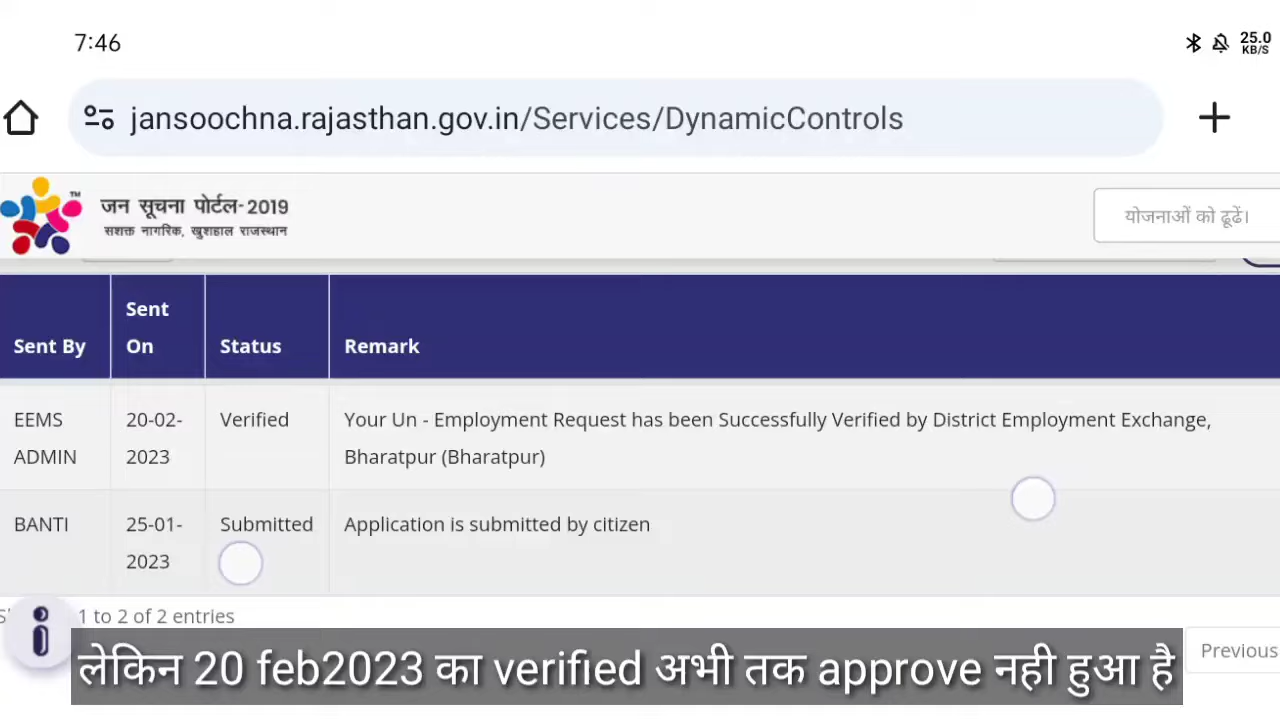 7:46
25.0
KB/S
jansoochna.rajasthan.gov.in/Services/DynamicControls
TM
जन सूचना पोर्टल-2019
सशक्त नागरिक, खुशहाल राजस्थान
योजनाओं को ढूढें।
Sent By
Sent On
Status
Remark
EEMS ADMIN
20-02-2023
Verified
Your Un - Employment Request has been Successfully Verified by District Employment Exchange,
Bharatpur (Bharatpur)
BANTI
25-01-2023
Submitted
Application is submitted by citizen
1 to 2 of 2 entries
Previous
लेकिन 20 feb2023 का verified अभी तक approve नही हुआ है